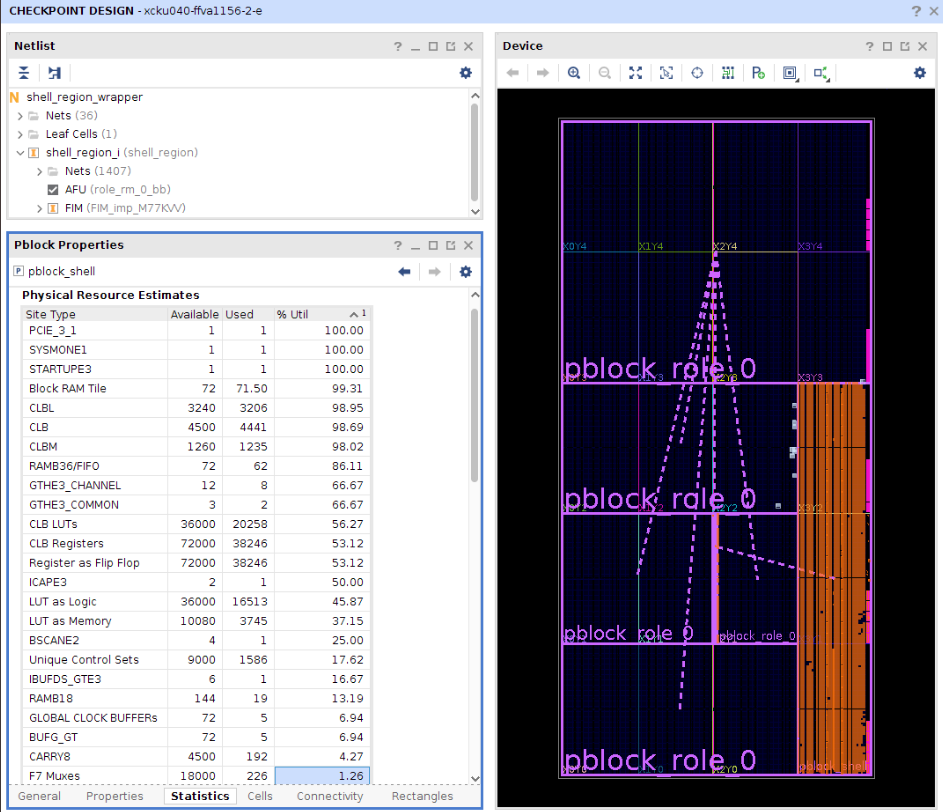 CHECKPOINT DESIGN - xcku040-ffva1156-2-e
Netlist
shell_region_wrapper
Nets (36)
Leaf Cells (1)
shell_region_i (shell_region)
Nets (1407)
AFU (role_rm_0_bb)
FIM (FIM_imp_M77KVV)
Pblock Properties
pblock_shell
Physical Resource Estimates
Site Type Available Used % Util 1
PCIE_3_1 1 1 100.00
SYSMONE1 1 1 100.00
STARTUPE3 1 1 100.00
Block RAM Tile 72 71.50 99.31
CLBL 3240 3206 98.95
CLB 4500 4441 98.69
CLBM 1260 1235 98.02
RAMB36/FIFO 72 62 86.11
GTHE3_CHANNEL 12 8 66.67
GTHE3_COMMON 3 2 66.67
CLB LUTs 36000 20258 56.27
CLB Registers 72000 38246 53.12
Register as Flip Flop 72000 38246 53.12
ICAPE3 2 1 50.00
LUT as Logic 36000 16513 45.87
LUT as Memory 10080 3745 37.15
BSCANE2 4 1 25.00
Unique Control Sets 9000 1586 17.62
IBUFDS_GTE3 6 1 16.67
RAMB18 144 19 13.19
GLOBAL CLOCK BUFFERs 72 5 6.94
BUFG_GT 72 5 6.94
CARRY8 4500 192 4.27
F7 Muxes 18000 226 1.26
General Properties Statistics Cells Connectivity Rectangles
Device
X0Y4 X1Y4 X2Y4 X3Y4
pblock_role_0
X0Y3 X1Y3 X2Y3 X3Y3
pblock_role_0
X2Y2 X3Y2
pblock_role_0 pblock_role_0
pblock_role_0
X0Y0 X1Y0 X2Y0 pblock_shell